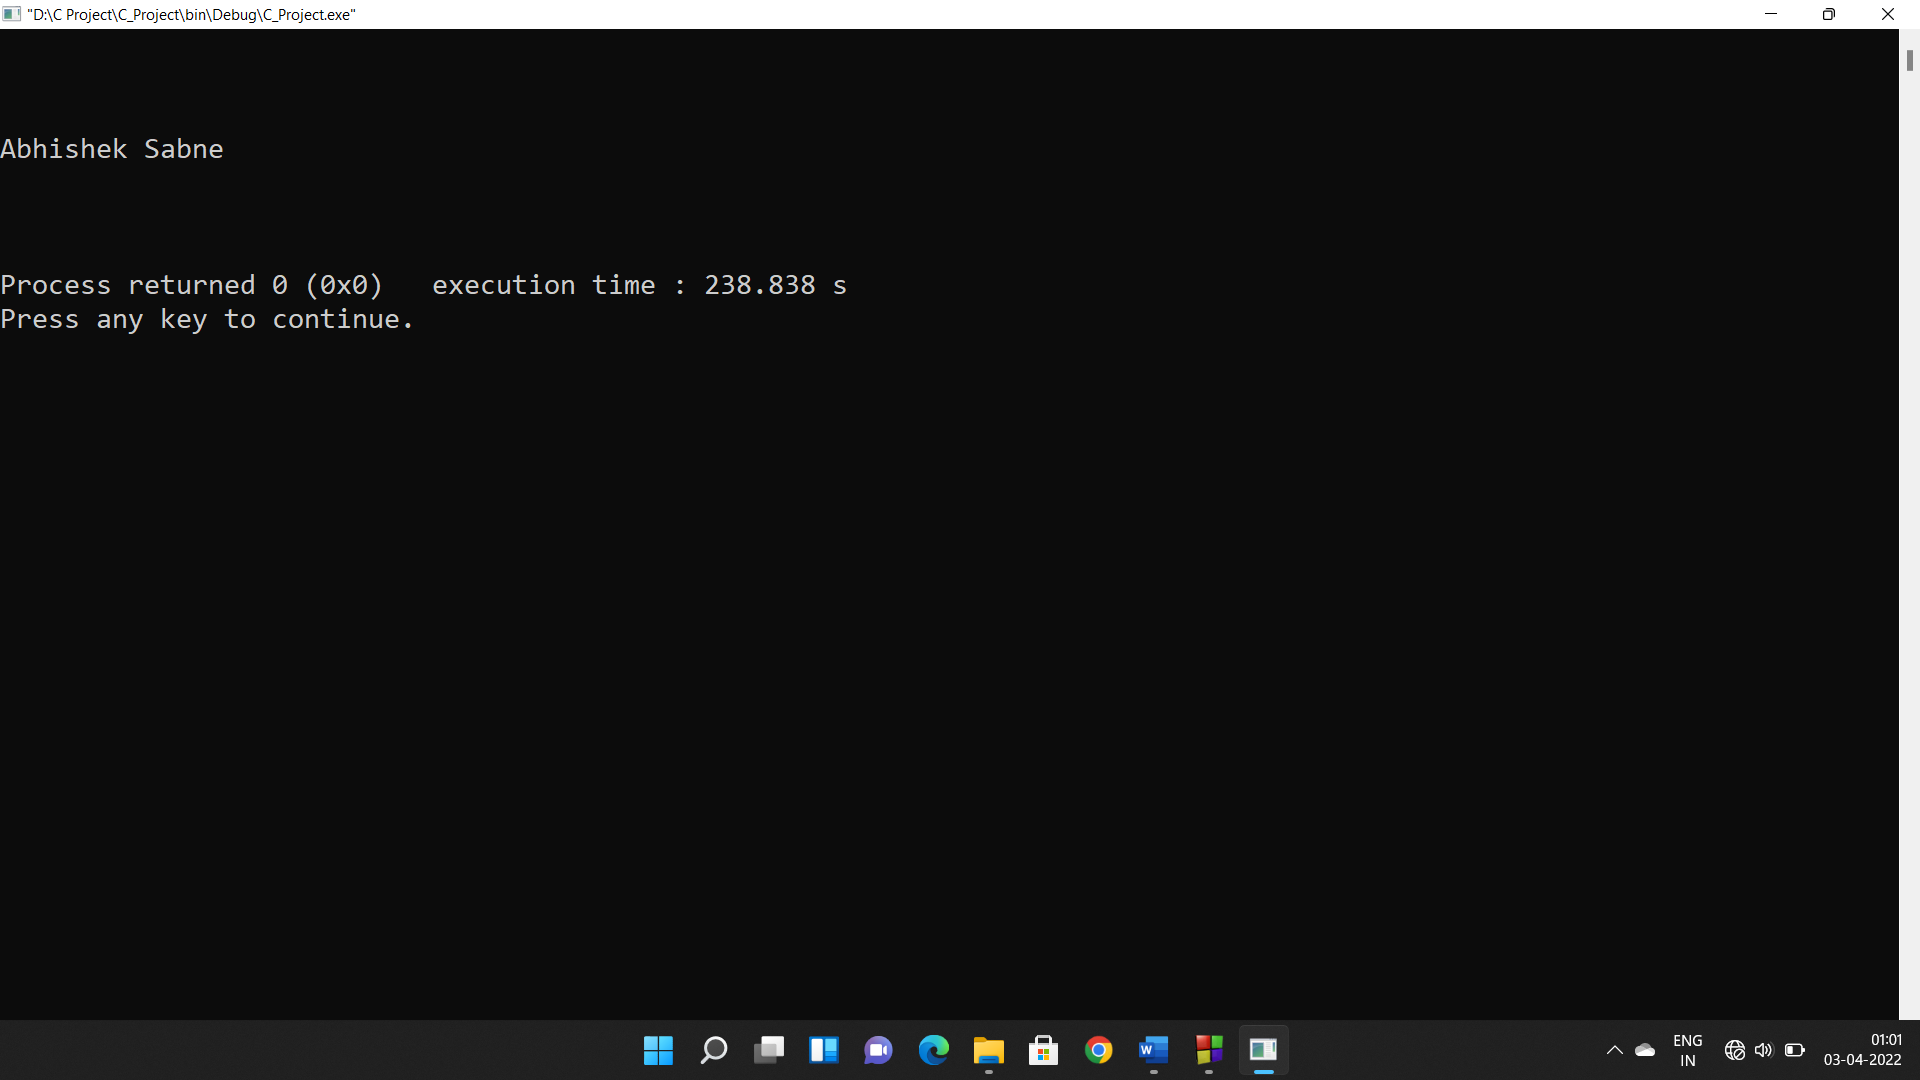 "D:\C Project\C_Project\bin\Debug\C_Project.exe"
Abhishek Sabne
Process returned 0 (0x0)   execution time : 238.838 s
Press any key to continue.
W
ENG
IN
01:01
03-04-2022